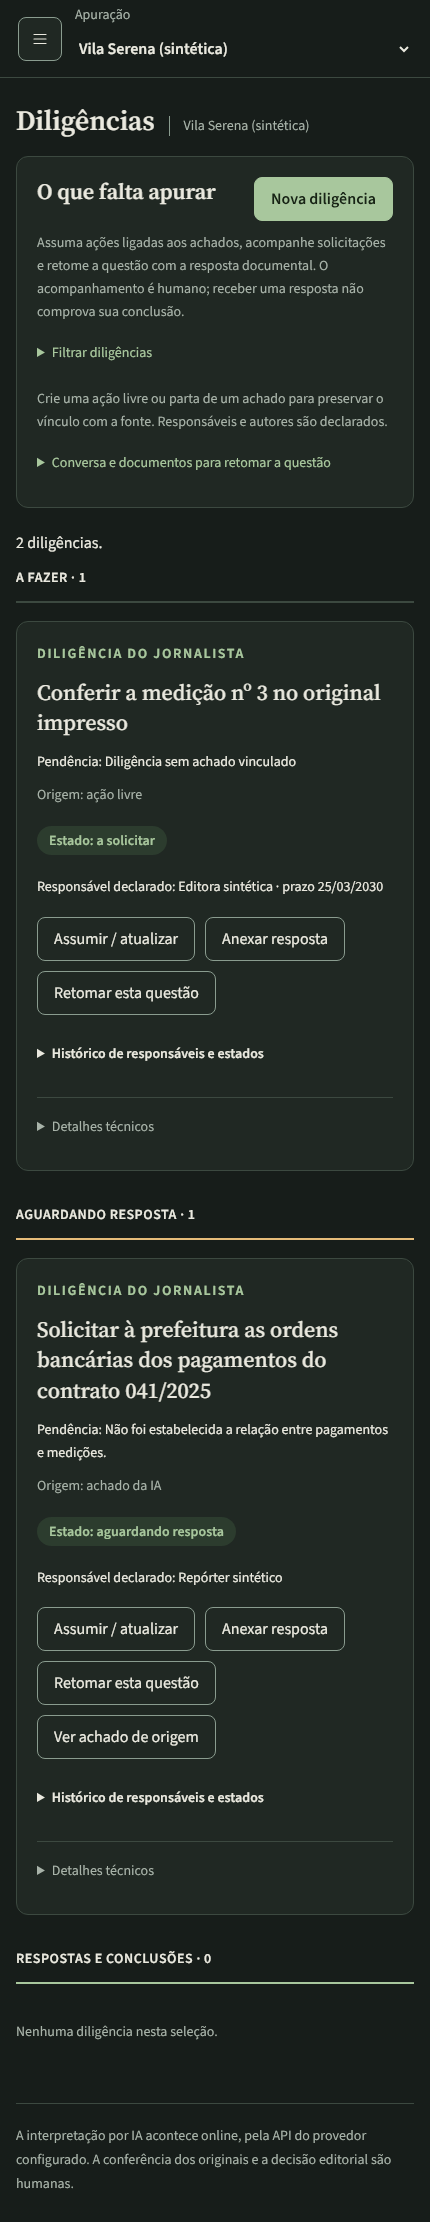 Apuração
Vila Serena (sintética)
Diligências
Vila Serena (sintética)
O que falta apurar
Nova diligência
Assuma ações ligadas aos achados, acompanhe solicitações
e retome a questão com a resposta documental. O
acompanhamento é humano; receber uma resposta não
comprova sua conclusão.
Filtrar diligências
Crie uma ação livre ou parta de um achado para preservar o
vínculo com a fonte. Responsáveis e autores são declarados.
Conversa e documentos para retomar a questão
2 diligências.
A FAZER · 1
DILIGÊNCIA DO JORNALISTA
Conferir a medição nº 3 no original
impresso
Pendência: Diligência sem achado vinculado
Origem: ação livre
Estado: a solicitar
Responsável declarado: Editora sintética · prazo 25/03/2030
Assumir / atualizar
Anexar resposta
Retomar esta questão
Histórico de responsáveis e estados
Detalhes técnicos
AGUARDANDO RESPOSTA · 1
DILIGÊNCIA DO JORNALISTA
Solicitar à prefeitura as ordens
bancárias dos pagamentos do
contrato 041/2025
Pendência: Não foi estabelecida a relação entre pagamentos
e medições.
Origem: achado da IA
Estado: aguardando resposta
Responsável declarado: Repórter sintético
Assumir / atualizar
Anexar resposta
Retomar esta questão
Ver achado de origem
Histórico de responsáveis e estados
Detalhes técnicos
RESPOSTAS E CONCLUSÕES · 0
Nenhuma diligência nesta seleção.
A interpretação por IA acontece online, pela API do provedor
configurado. A conferência dos originais e a decisão editorial são
humanas.